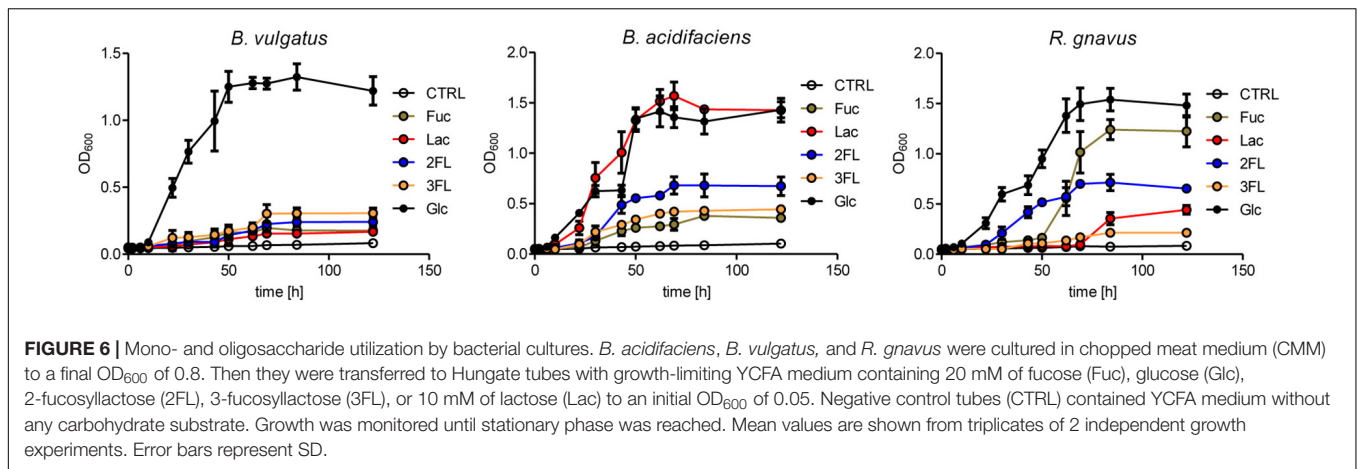 B. vulgatus
1.5
1.0
0.5
0.0
OD600
0
50
100
150
time [h]
CTRL
Fuc
Lac
2FL
3FL
Glc
B. acidifaciens
2.0
1.5
1.0
0.5
0.0
OD600
0
50
100
150
time [h]
CTRL
Fuc
Lac
2FL
3FL
Glc
R. gnavus
2.0
1.5
1.0
0.5
0.0
OD600
0
50
100
150
time [h]
CTRL
Fuc
Lac
2FL
3FL
Glc
FIGURE 6 | Mono- and oligosaccharide utilization by bacterial cultures. B. acidifaciens, B. vulgatus, and R. gnavus were cultured in chopped meat medium (CMM)
to a final OD600 of 0.8. Then they were transferred to Hungate tubes with growth-limiting YCFA medium containing 20 mM of fucose (Fuc), glucose (Glc),
2-fucosyllactose (2FL), 3-fucosyllactose (3FL), or 10 mM of lactose (Lac) to an initial OD600 of 0.05. Negative control tubes (CTRL) contained YCFA medium without
any carbohydrate substrate. Growth was monitored until stationary phase was reached. Mean values are shown from triplicates of 2 independent growth
experiments. Error bars represent SD.